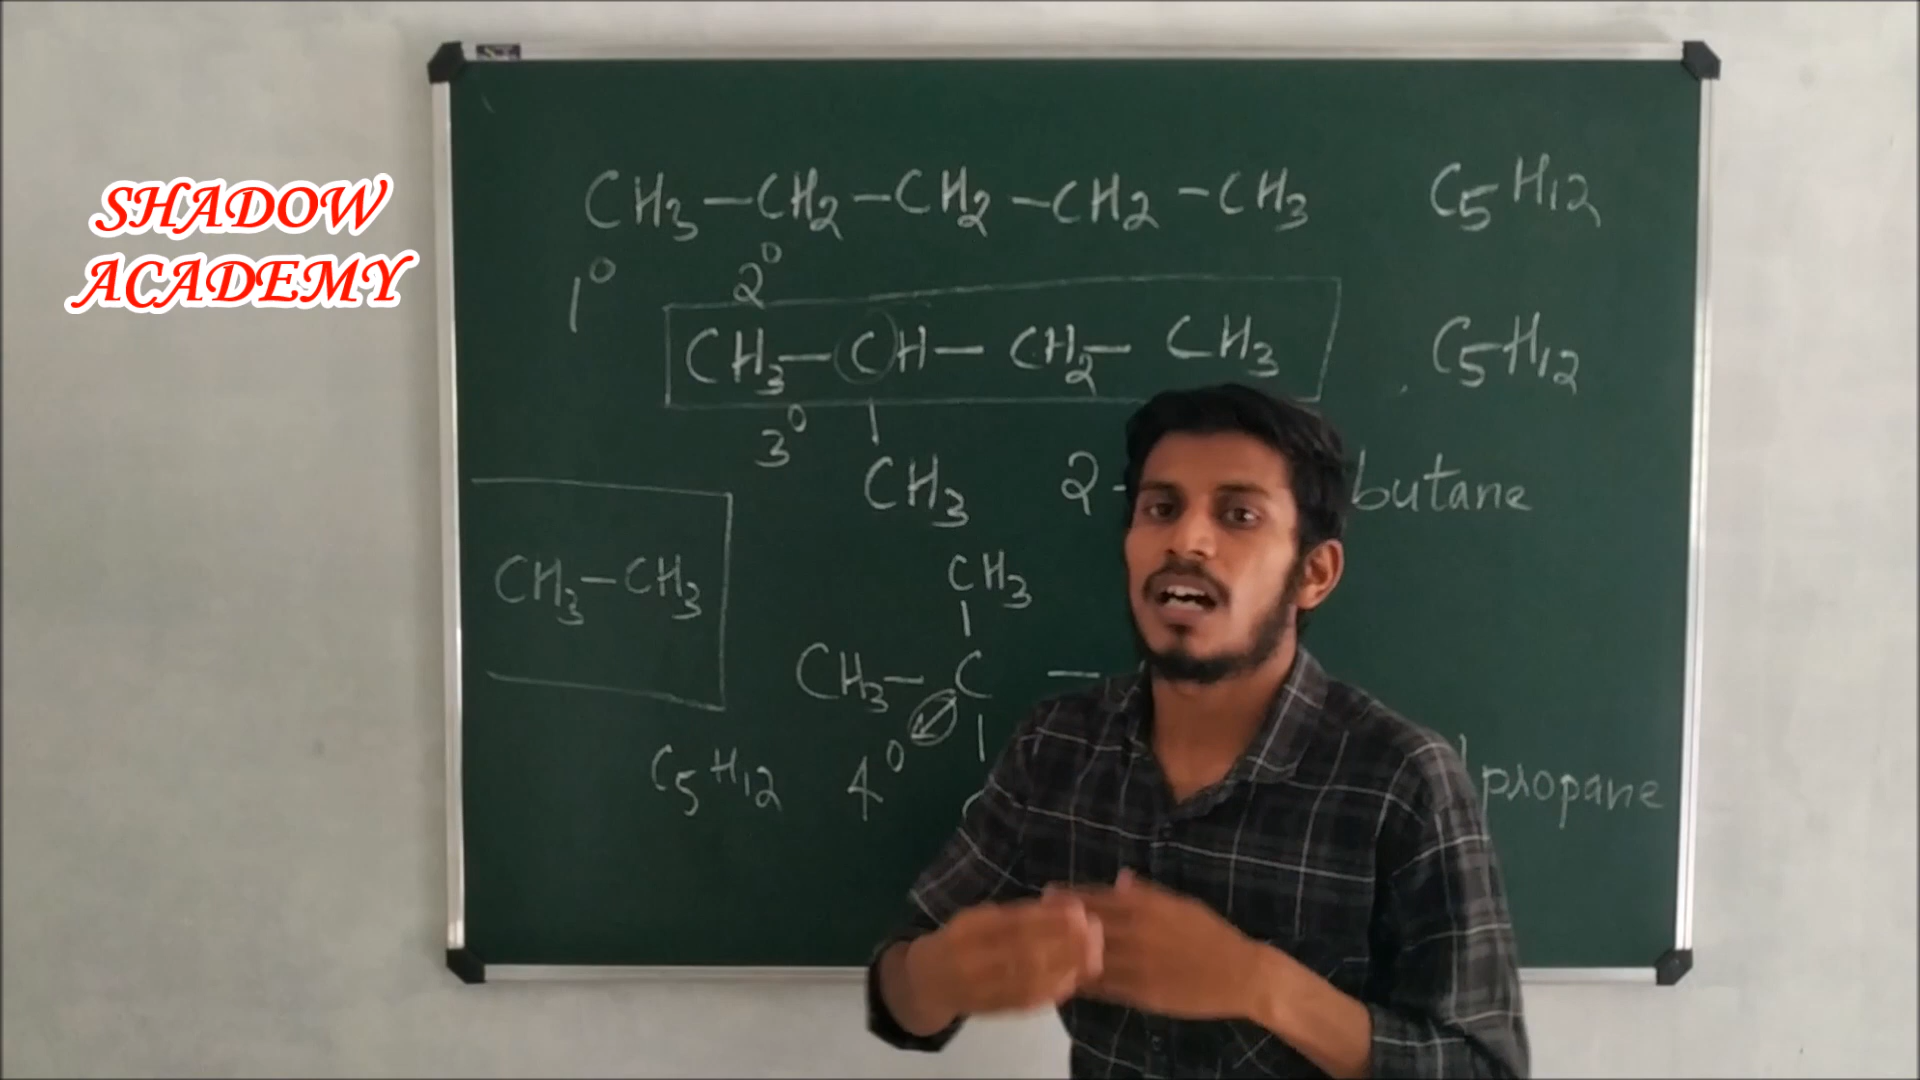 SHADOW
ACADEMY
CH3-CH2-CH2-CH2-CH3 C5H12
1° 2°
CH3-CH-CH2-CH3 C5H12
3° |
CH3 2- butane
CH3-CH3
CH3
|
CH3-C -
|
C5H12 4° propane